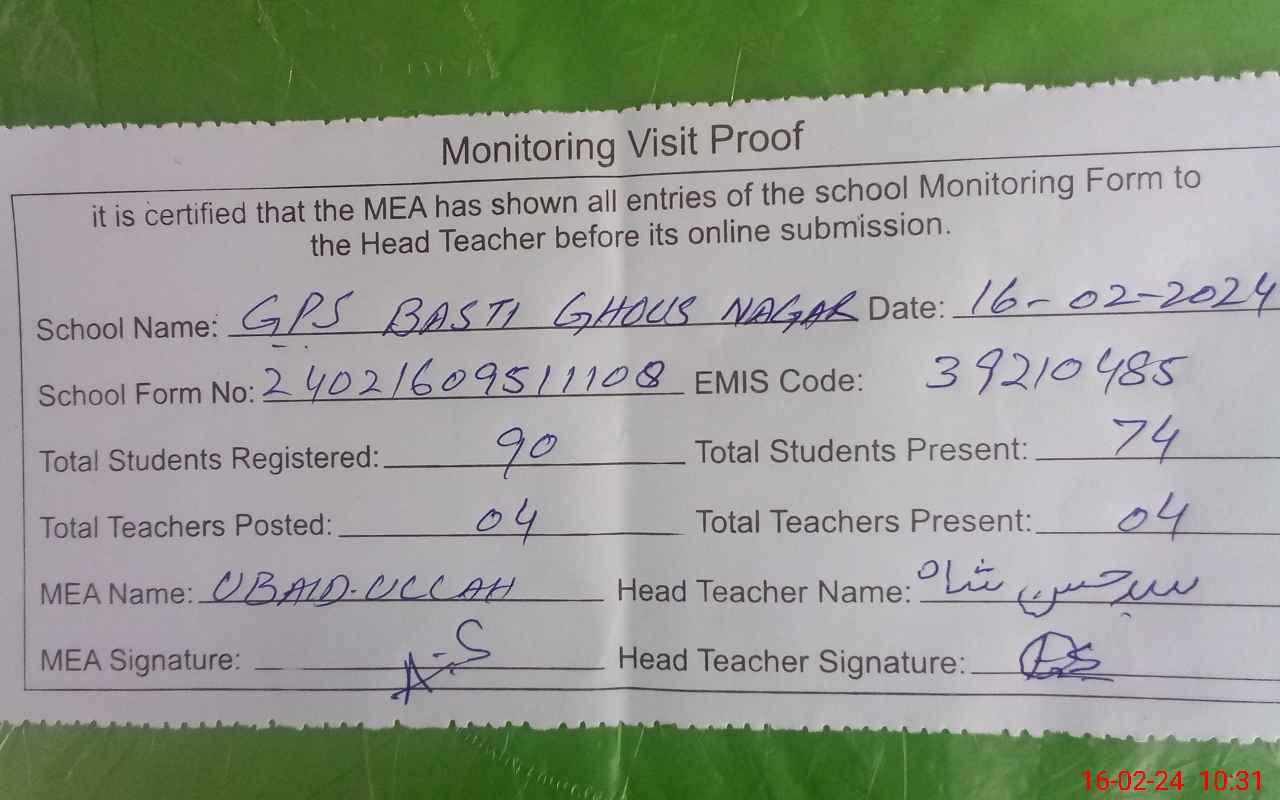 Monitoring Visit Proof
it is certified that the MEA has shown all entries of the school Monitoring Form to
the Head Teacher before its online submission.
School Name: GPS BASTI GHOUS NAGAR Date: 16-02-2024
School Form No: 24021609511108 EMIS Code: 39210485
Total Students Registered: 90 Total Students Present: 74
Total Teachers Posted: 04 Total Teachers Present: 04
MEA Name: UBAID-ULLAH Head Teacher Name: سید حسن شاہ
MEA Signature: Head Teacher Signature:
16-02-24 10:31